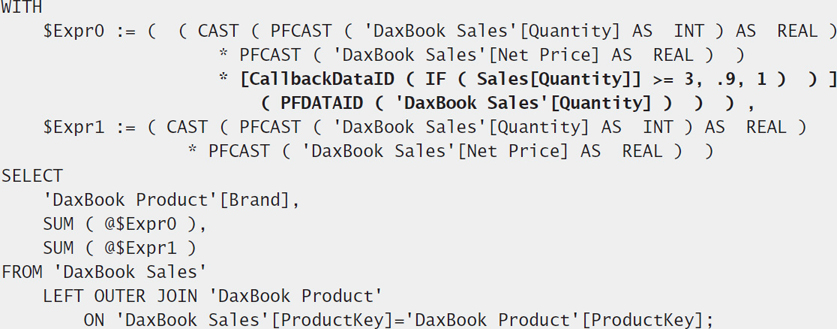 WITH
$Expr0 := ( ( CAST ( PFCAST ( 'DaxBook Sales'[Quantity] AS INT ) AS REAL )
* PFCAST ( 'DaxBook Sales'[Net Price] AS REAL ) )
* [CallbackDataID ( IF ( Sales[Quantity]] >= 3, .9, 1 ) ) ]
( PFDATAID ( 'DaxBook Sales'[Quantity] ) ) ) ,
$Expr1 := ( CAST ( PFCAST ( 'DaxBook Sales'[Quantity] AS INT ) AS REAL )
* PFCAST ( 'DaxBook Sales'[Net Price] AS REAL ) )
SELECT
'DaxBook Product'[Brand],
SUM ( @$Expr0 ),
SUM ( @$Expr1 )
FROM 'DaxBook Sales'
LEFT OUTER JOIN 'DaxBook Product'
ON 'DaxBook Sales'[ProductKey]='DaxBook Product'[ProductKey];